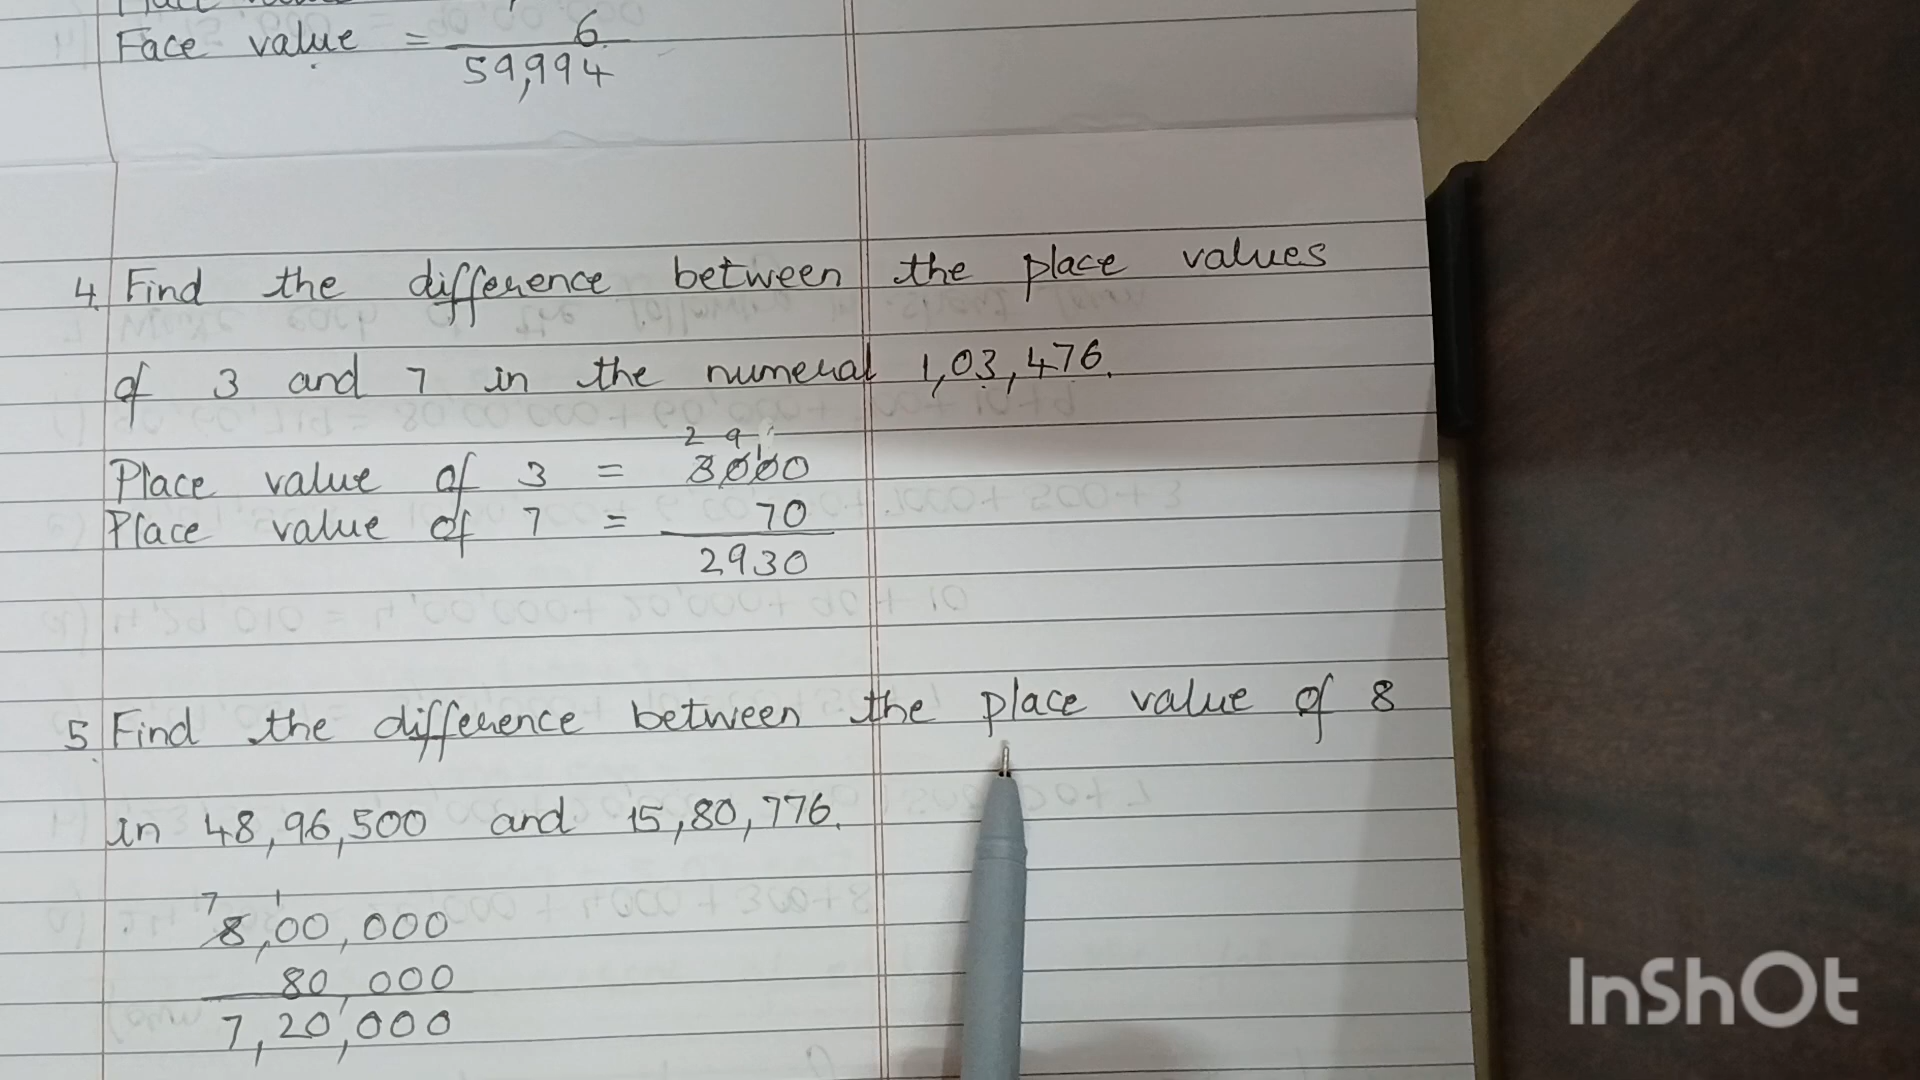 Face value = 6
59,994
4. Find the difference between the place values
of 3 and 7 in the numeral 1,03,476.
2 9 1
Place value of 3 = 3000
Place value of 7 = 70
2930
5. Find the difference between the place value of 8
in 48,96,500 and 15,80,776.
7 1
8,00,000
80,000
7,20,000
InShOt